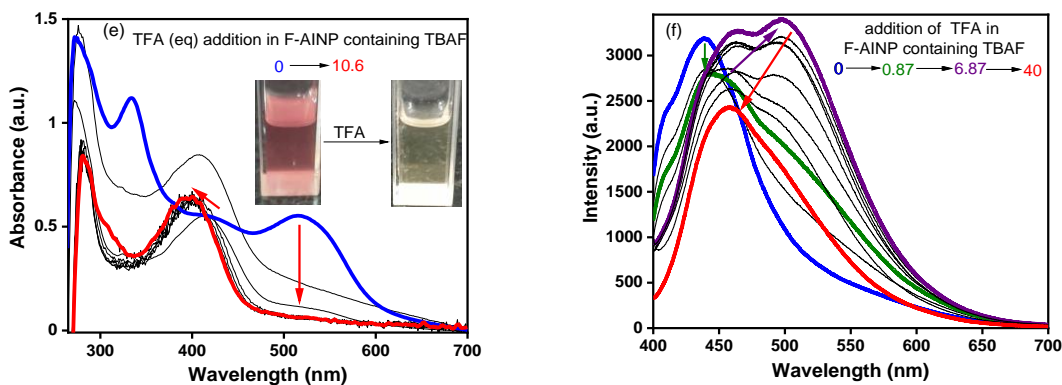 (e)
TFA (eq) addition in F-AINP containing TBAF
0 10.6
TFA
1.5
1
0.5
0
Absorbance (a.u.)
300 400 500 600 700
Wavelength (nm)
(f)
addition of TFA in
F-AINP containing TBAF
0 0.87 6.87 40
3000
2500
2000
1500
1000
500
0
Intensity (a.u.)
400 450 500 550 600 650 700
Wavelength (nm)